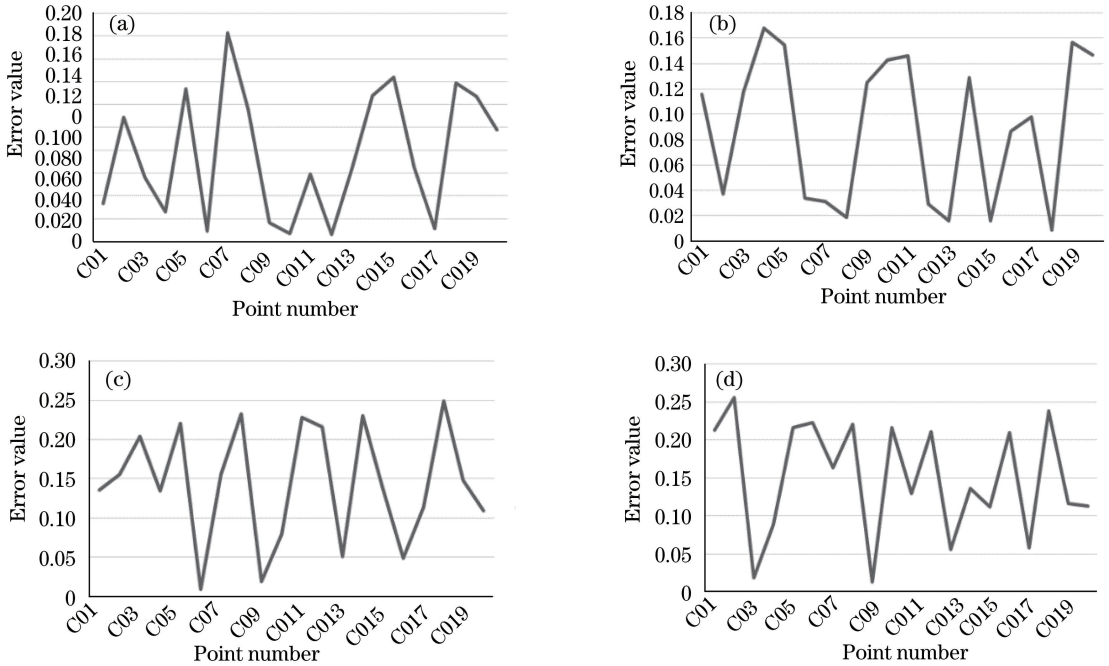 (a)
Error value
0.20
0.18
0.16
0.14
0.12
0
0.100
0.080
0.060
0.040
0.020
0
C01
C03
C05
C07
C09
C011
C013
C015
C017
C019
Point number
(b)
Error value
0.18
0.16
0.14
0.12
0.10
0.08
0.06
0.04
0.02
0
C01
C03
C05
C07
C09
C011
C013
C015
C017
C019
Point number
(c)
Error value
0.30
0.25
0.20
0.15
0.10
0.05
0
C01
C03
C05
C07
C09
C011
C013
C015
C017
C019
Point number
(d)
Error value
0.30
0.25
0.20
0.15
0.10
0.05
0
C01
C03
C05
C07
C09
C011
C013
C015
C017
C019
Point number